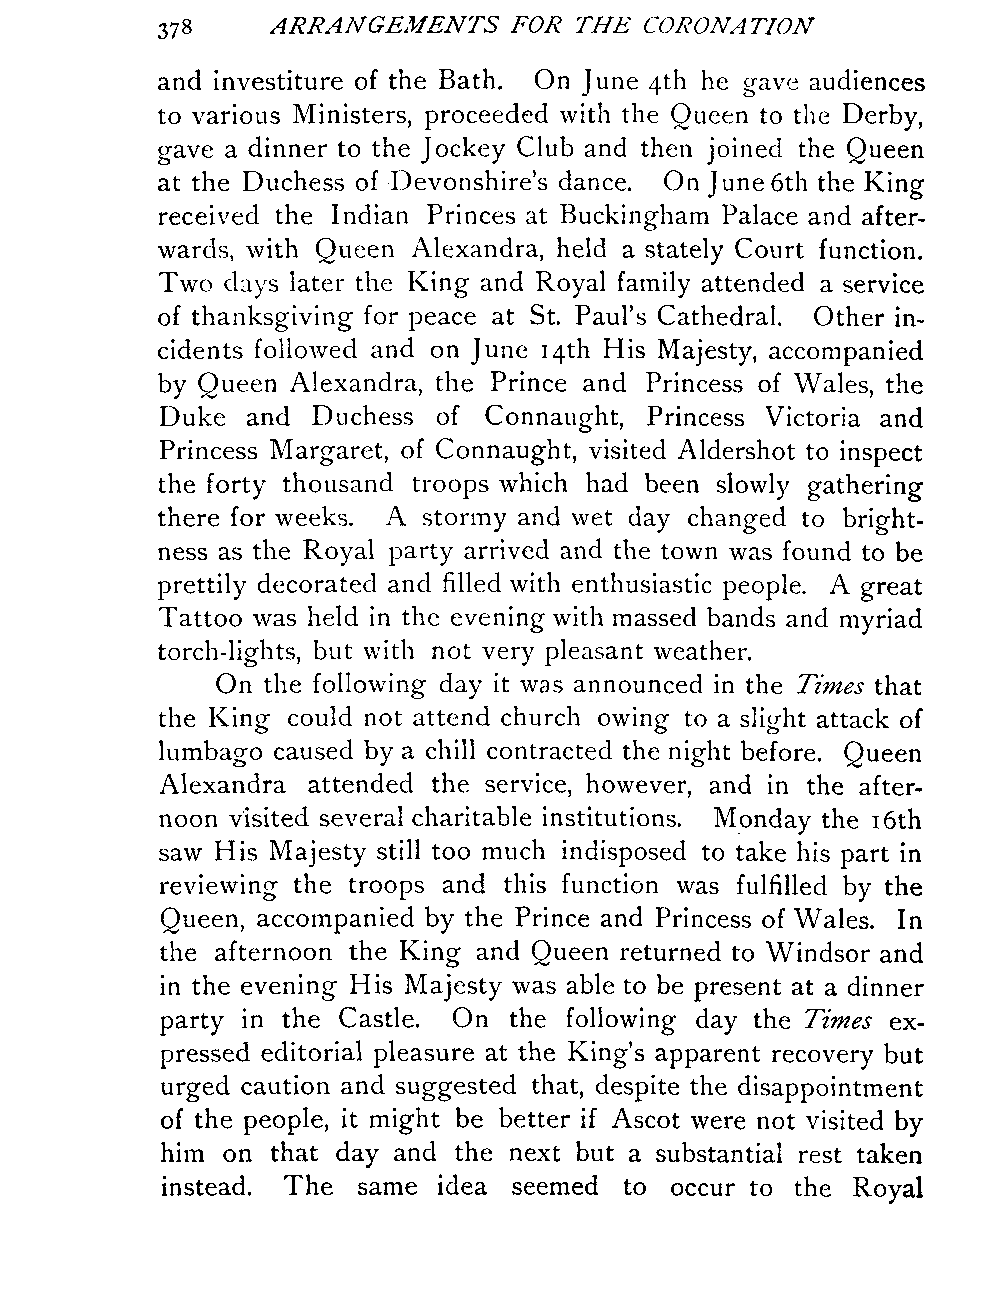 378 ARRANGEMENTS FOR THE CORONATION
and investiture of the Bath. On June 4th he gave audiences
to various Ministers, proceeded with the Queen to the Derby,
gave a dinner to the Jockey Club and then joined the Queen
at the Duchess of Devonshire's dance. On June 6th the King
received the Indian Princes at Buckingham Palace and after-
wards, with Queen Alexandra, held a stately Court function.
Two days later the King and Royal family attended a service
of thanksgiving for peace at St. Paul's Cathedral. Other in-
cidents followed and on June 14th His Majesty, accompanied
by Queen Alexandra, the Prince and Princess of Wales, the
Duke and Duchess of Connaught, Princess Victoria and
Princess Margaret, of Connaught, visited Aldershot to inspect
the forty thousand troops which had been slowly gathering
there for weeks. A stormy and wet day changed to bright-
ness as the Royal party arrived and the town was found to be
prettily decorated and filled with enthusiastic people. A great
Tattoo was held in the evening with massed bands and myriad
torch-lights, but with not very pleasant weather.
On the following day it was announced in the Times that
the King could not attend church owing to a slight attack of
lumbago caused by a chill contracted the night before. Queen
Alexandra attended the service, however, and in the after-
noon visited several charitable institutions. Monday the 16th
saw His Majesty still too much indisposed to take his part in
reviewing the troops and this function was fulfilled by the
Queen, accompanied by the Prince and Princess of Wales. In
the afternoon the King and Queen returned to Windsor and
in the evening His Majesty was able to be present at a dinner
party in the Castle. On the following day the Times ex-
pressed editorial pleasure at the King's apparent recovery but
urged caution and suggested that, despite the disappointment
of the people, it might be better if Ascot were not visited by
him on that day and the next but a substantial rest taken
instead. The same idea seemed to occur to the Royal